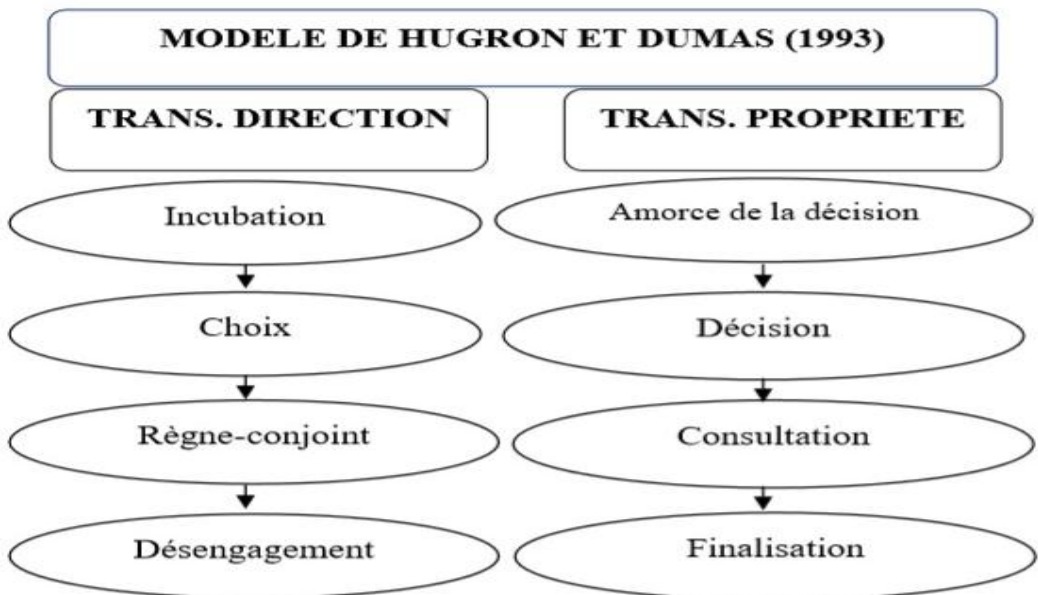 MODELE DE HUGRON ET DUMAS (1993)
TRANS. DIRECTION
TRANS. PROPRIETE
Incubation
Amorce de la décision
Choix
Décision
Règne-conjoint
Consultation
Désengagement
Finalisation